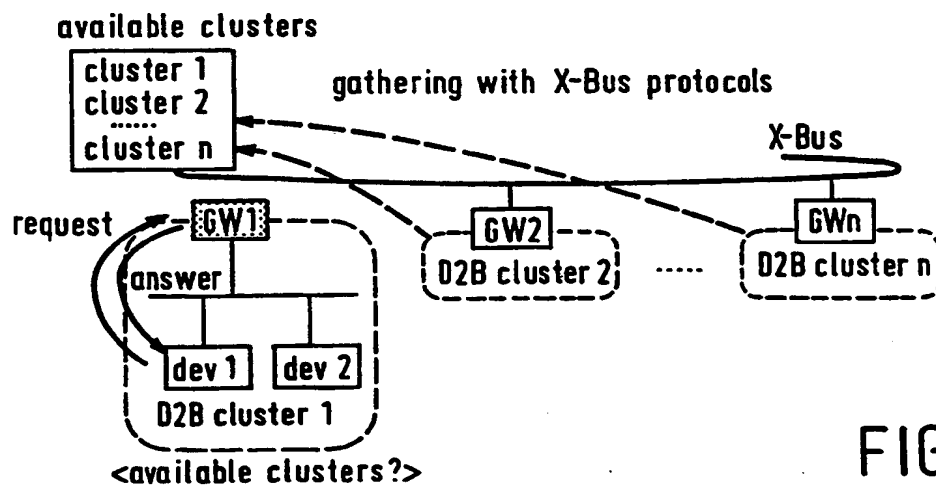 available clusters
cluster 1
cluster 2
......
cluster n
gathering with X-Bus protocols
X-Bus
request
GW1
GW2
GWn
D2B cluster 2
.....
D2B cluster n
answer
dev 1
dev 2
D2B cluster 1
<available clusters?>
FIG